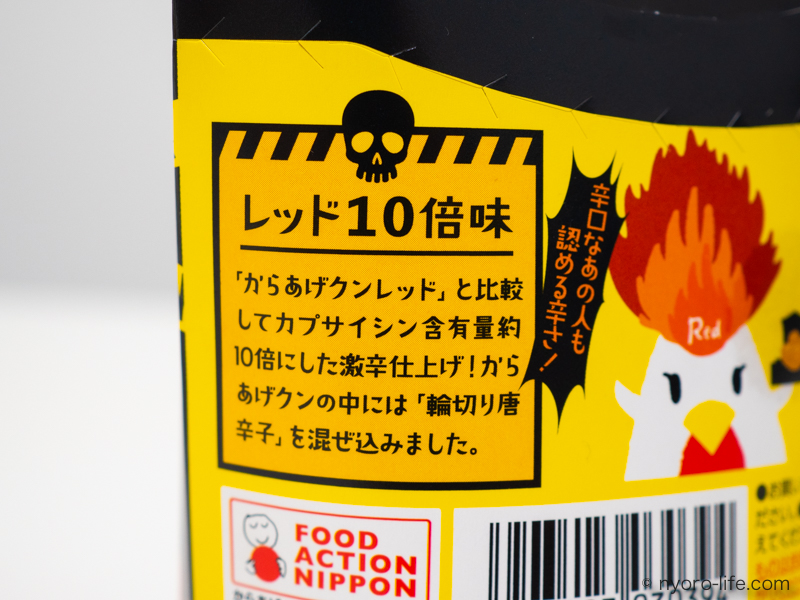 レッド10倍味
「からあげクンレッド」と比較
してカプサイシン含有量約
10倍にした激辛仕上げ!から
あげクンの中には「輪切り唐
辛子」を混ぜ込みました。
辛口なあの人も
認める辛さ!
Red
FOOD
ACTION
NIPPON
●お買い
© nyoro-life.com